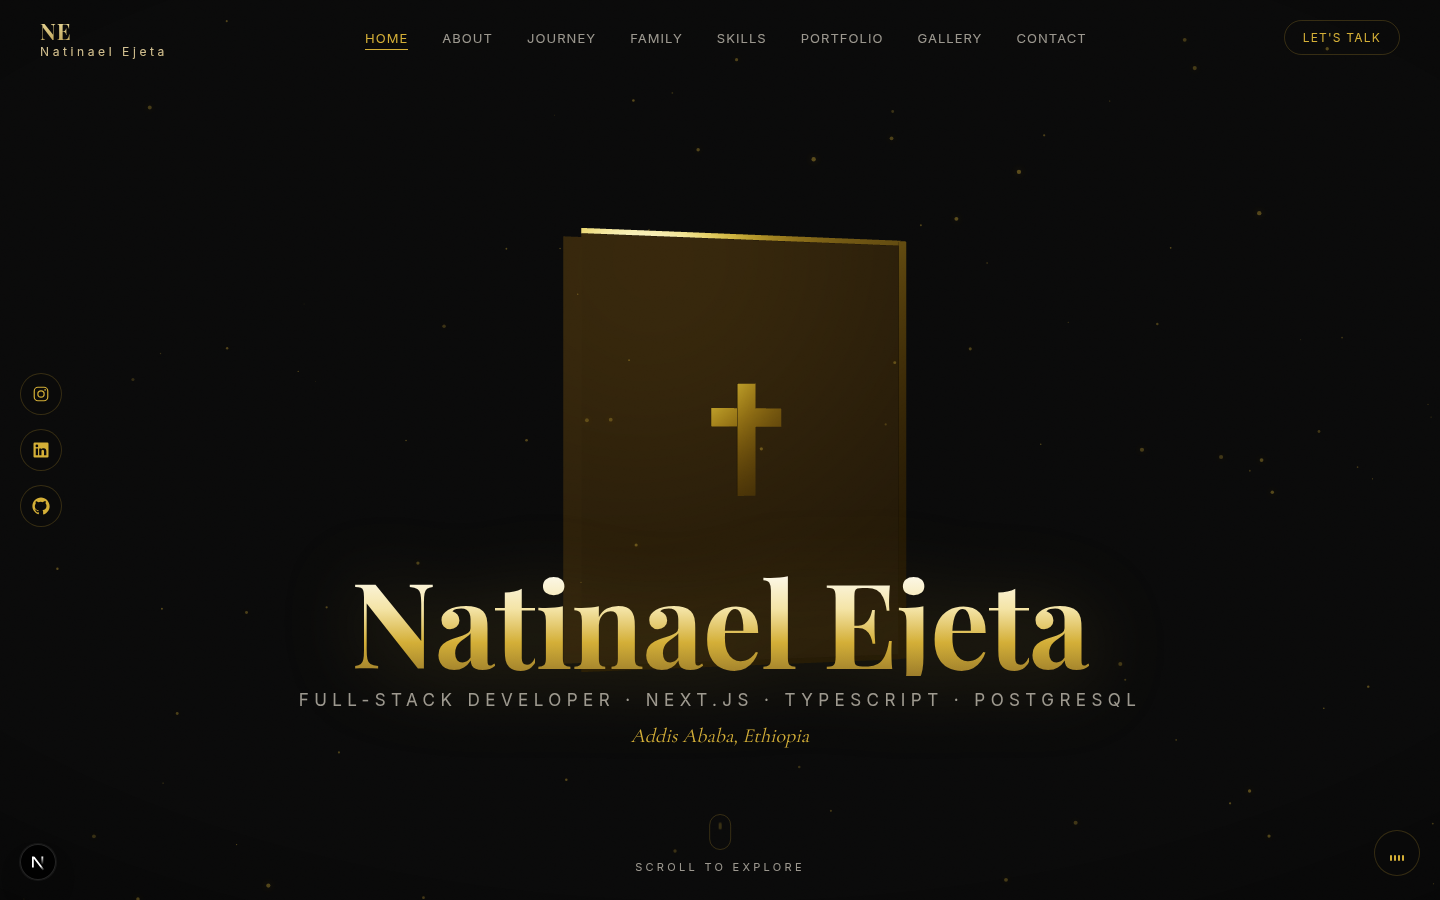 NE
Natinael Ejeta
HOME ABOUT JOURNEY FAMILY SKILLS PORTFOLIO GALLERY CONTACT
LET'S TALK
Natinael Ejeta
FULL-STACK DEVELOPER · NEXT.JS · TYPESCRIPT · POSTGRESQL
Addis Ababa, Ethiopia
SCROLL TO EXPLORE
N